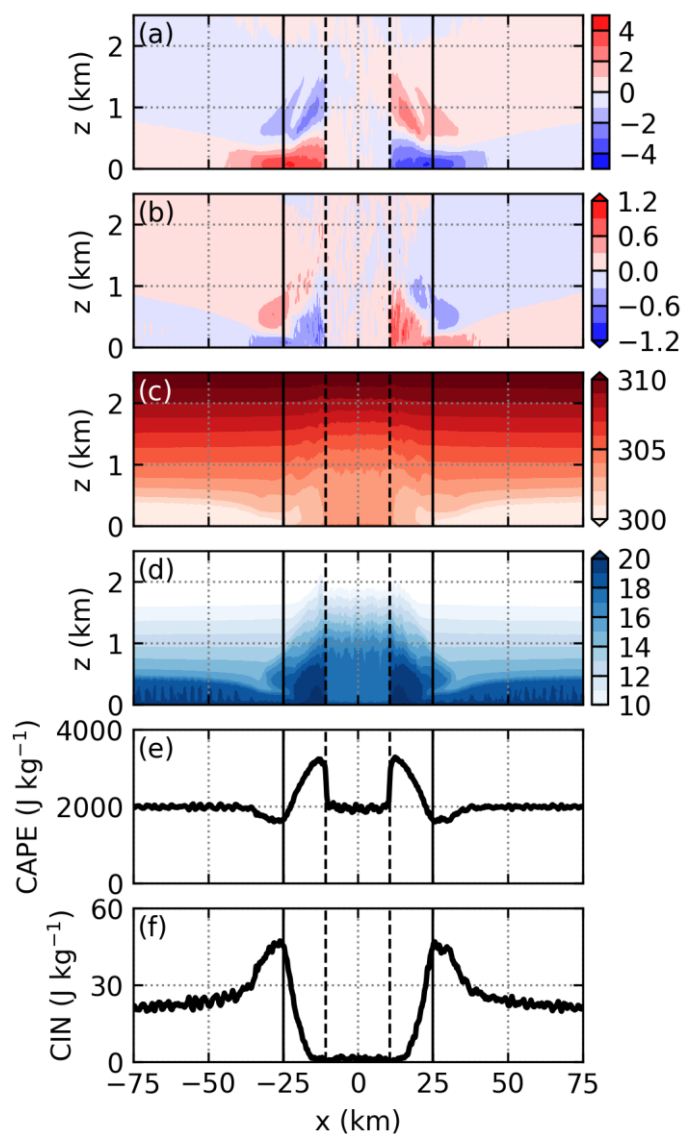 (a)
z (km)
2
1
0
4
2
0
−2
−4
(b)
z (km)
2
1
0
1.2
0.6
0.0
−0.6
−1.2
(c)
z (km)
2
1
0
310
305
300
(d)
z (km)
2
1
0
20
18
16
14
12
10
(e)
CAPE (J kg⁻¹)
4000
2000
0
(f)
CIN (J kg⁻¹)
60
30
0
−75 −50 −25 0 25 50 75
x (km)